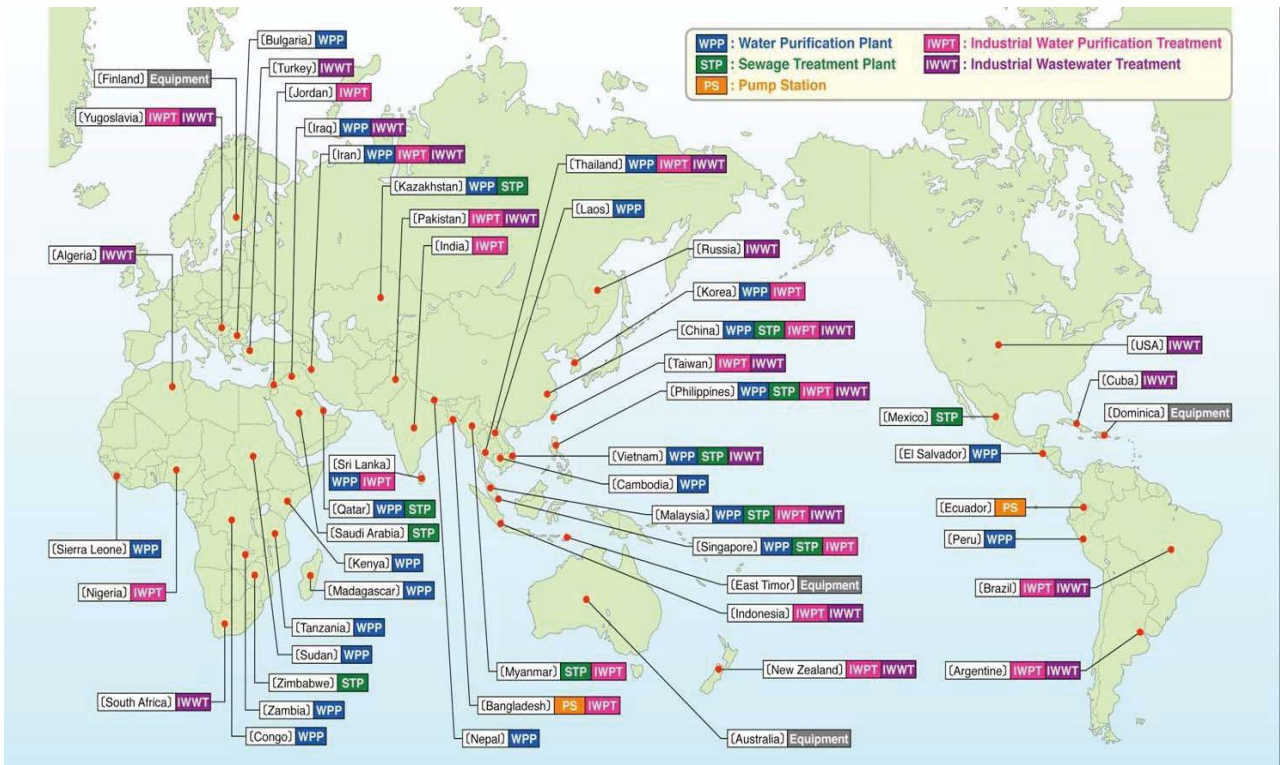 WPP : Water Purification Plant
STP : Sewage Treatment Plant
PS : Pump Station
IWPT : Industrial Water Purification Treatment
IWWT : Industrial Wastewater Treatment
(Bulgaria) WPP
(Turkey) IWWT
(Finland) Equipment
(Jordan) IWPT
(Yugoslavia) IWPT IWWT
(Iraq) WPP IWWT
(Iran) WPP IWPT IWWT
(Thailand) WPP IWPT IWWT
(Kazakhstan) WPP STP
(Laos) WPP
(Pakistan) IWPT IWWT
(India) IWPT
(Algeria) IWWT
(Russia) IWWT
(Korea) WPP IWPT
(China) WPP STP IWPT IWWT
(USA) IWWT
(Taiwan) IWPT IWWT
(Cuba) IWWT
(Philippines) WPP STP IWPT IWWT
(Mexico) STP
(Dominica) Equipment
(El Salvador) WPP
(Vietnam) WPP STP IWWT
(Sri Lanka)
WPP IWPT
(Cambodia) WPP
(Qatar) WPP STP
(Malaysia) WPP STP IWPT IWWT
(Ecuador) PS
(Saudi Arabia) STP
(Peru) WPP
(Sierra Leone) WPP
(Singapore) WPP STP IWPT
(Kenya) WPP
(East Timor) Equipment
(Nigeria) IWPT
(Madagascar) WPP
(Brazil) IWPT IWWT
(Indonesia) IWPT IWWT
(Tanzania) WPP
(Sudan) WPP
(Myanmar) STP IWPT
(New Zealand) IWPT IWWT
(Argentine) IWPT IWWT
(Zimbabwe) STP
(South Africa) IWWT
(Bangladesh) PS IWPT
(Zambia) WPP
(Congo) WPP
(Nepal) WPP
(Australia) Equipment